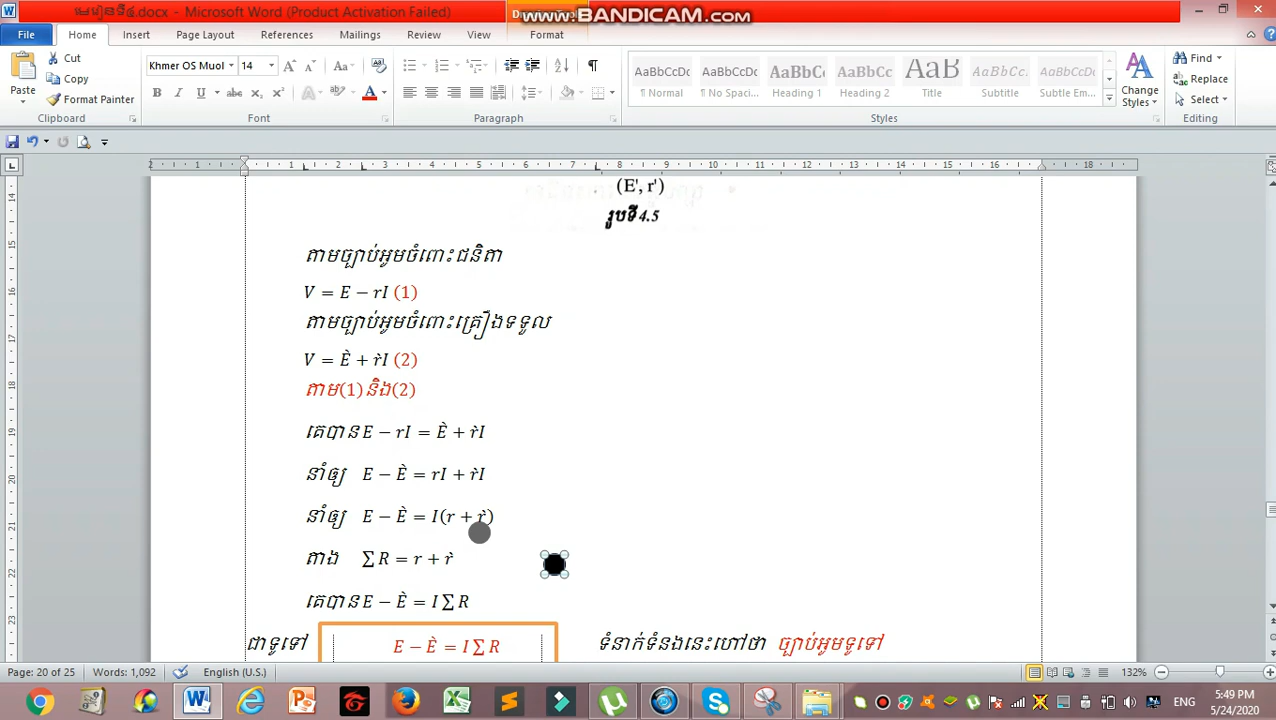 មេរៀនទី៤.docx - Microsoft Word (Product Activation Failed)
www.BANDICAM.com
File Home Insert Page Layout References Mailings Review View Format
Khmer OS Muol 14
Paste Cut Copy Format Painter
AaBbCcDc AaBbCcDc AaBbC AaBbCc AaB AaBbCcL AaBbCcDc
¶ Normal ¶ No Spaci... Heading 1 Heading 2 Title Subtitle Subtle Em...
Change Styles Find Replace Select
Clipboard Font Paragraph Styles Editing
(E', r')
រូបទី 4.5
តាមច្បាប់អូមចំពោះជនិតា
V = E − rI (1)
តាមច្បាប់អូមចំពោះគ្រឿងទទួល
V = È + r̀I (2)
តាម(1)និង(2)
គេបាន E − rI = È + r̀I
នាំឲ្យ E − È = rI + r̀I
នាំឲ្យ E − È = I(r + r̀)
តាង ∑ R = r + r̀
គេបាន E − È = I ∑ R
ជាទូទៅ E − È = I ∑ R ទំនាក់ទំនងនេះហៅថា ច្បាប់អូមទូទៅ
Page: 20 of 25 Words: 1,092 English (U.S.) 132%
ENG 5:49 PM
5/24/2020